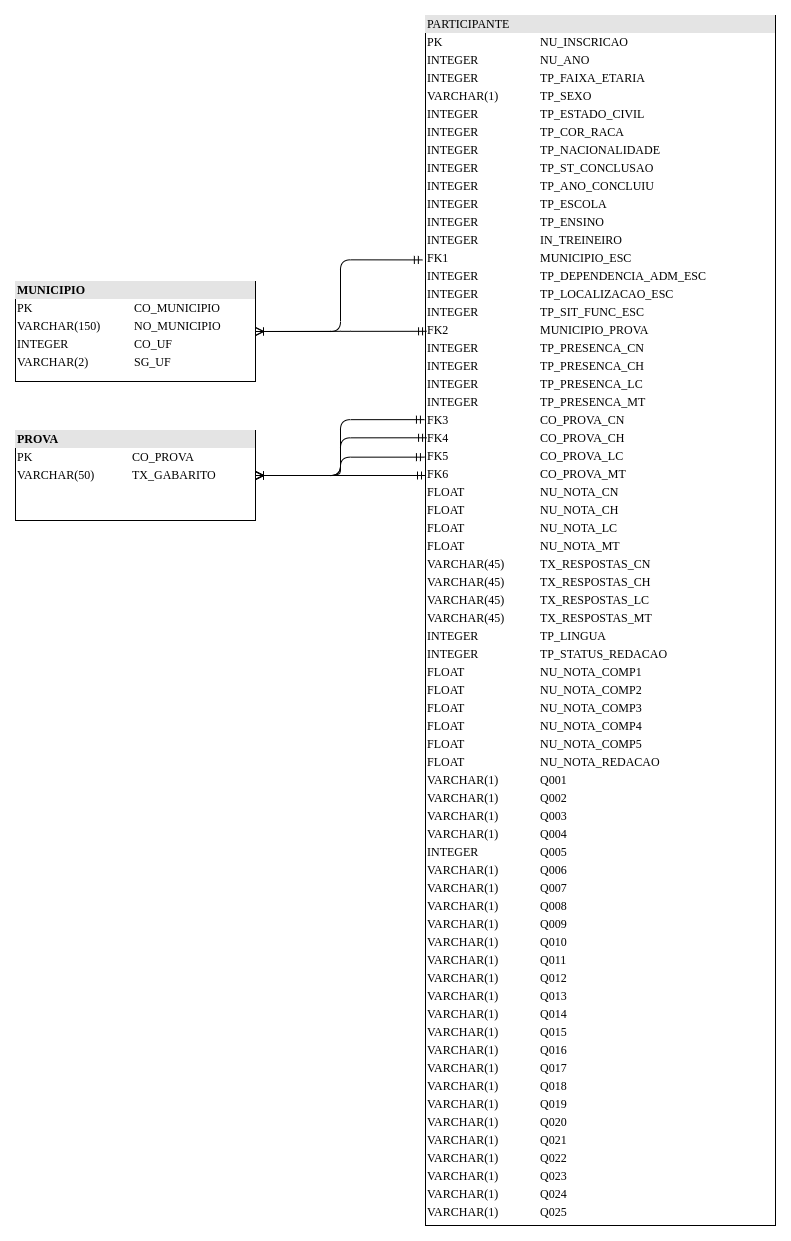 PARTICIPANTE
PK NU_INSCRICAO
INTEGER NU_ANO
INTEGER TP_FAIXA_ETARIA
VARCHAR(1) TP_SEXO
INTEGER TP_ESTADO_CIVIL
INTEGER TP_COR_RACA
INTEGER TP_NACIONALIDADE
INTEGER TP_ST_CONCLUSAO
INTEGER TP_ANO_CONCLUIU
INTEGER TP_ESCOLA
INTEGER TP_ENSINO
INTEGER IN_TREINEIRO
FK1 MUNICIPIO_ESC
INTEGER TP_DEPENDENCIA_ADM_ESC
INTEGER TP_LOCALIZACAO_ESC
INTEGER TP_SIT_FUNC_ESC
FK2 MUNICIPIO_PROVA
INTEGER TP_PRESENCA_CN
INTEGER TP_PRESENCA_CH
INTEGER TP_PRESENCA_LC
INTEGER TP_PRESENCA_MT
FK3 CO_PROVA_CN
FK4 CO_PROVA_CH
FK5 CO_PROVA_LC
FK6 CO_PROVA_MT
FLOAT NU_NOTA_CN
FLOAT NU_NOTA_CH
FLOAT NU_NOTA_LC
FLOAT NU_NOTA_MT
VARCHAR(45) TX_RESPOSTAS_CN
VARCHAR(45) TX_RESPOSTAS_CH
VARCHAR(45) TX_RESPOSTAS_LC
VARCHAR(45) TX_RESPOSTAS_MT
INTEGER TP_LINGUA
INTEGER TP_STATUS_REDACAO
FLOAT NU_NOTA_COMP1
FLOAT NU_NOTA_COMP2
FLOAT NU_NOTA_COMP3
FLOAT NU_NOTA_COMP4
FLOAT NU_NOTA_COMP5
FLOAT NU_NOTA_REDACAO
VARCHAR(1) Q001
VARCHAR(1) Q002
VARCHAR(1) Q003
VARCHAR(1) Q004
INTEGER Q005
VARCHAR(1) Q006
VARCHAR(1) Q007
VARCHAR(1) Q008
VARCHAR(1) Q009
VARCHAR(1) Q010
VARCHAR(1) Q011
VARCHAR(1) Q012
VARCHAR(1) Q013
VARCHAR(1) Q014
VARCHAR(1) Q015
VARCHAR(1) Q016
VARCHAR(1) Q017
VARCHAR(1) Q018
VARCHAR(1) Q019
VARCHAR(1) Q020
VARCHAR(1) Q021
VARCHAR(1) Q022
VARCHAR(1) Q023
VARCHAR(1) Q024
VARCHAR(1) Q025
MUNICIPIO
PK CO_MUNICIPIO
VARCHAR(150) NO_MUNICIPIO
INTEGER CO_UF
VARCHAR(2) SG_UF
PROVA
PK CO_PROVA
VARCHAR(50) TX_GABARITO